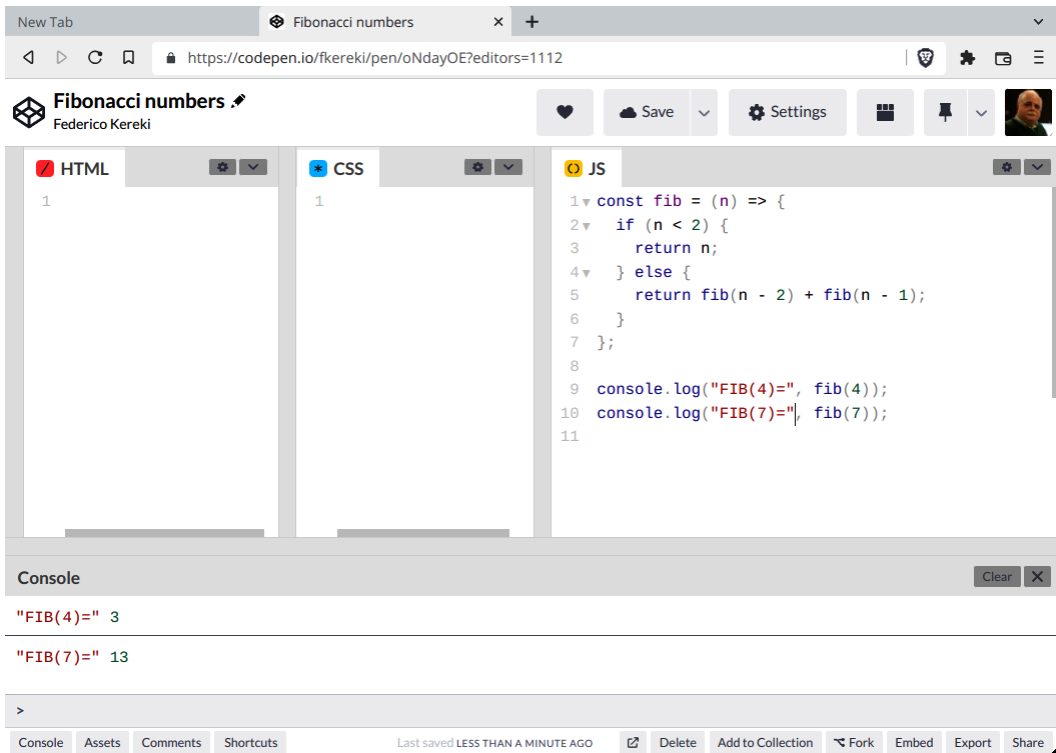 New Tab
Fibonacci numbers
https://codepen.io/fkereki/pen/oNdayOE?editors=1112
Fibonacci numbers
Federico Kereki
Save
Settings
HTML
CSS
JS
1
1
1 const fib = (n) => {
2   if (n < 2) {
3     return n;
4   } else {
5     return fib(n - 2) + fib(n - 1);
6   }
7 };
8
9 console.log("FIB(4)=", fib(4));
10 console.log("FIB(7)=", fib(7));
11
Console
Clear
"FIB(4)=" 3
"FIB(7)=" 13
>
Console Assets Comments Shortcuts Last saved LESS THAN A MINUTE AGO Delete Add to Collection Fork Embed Export Share